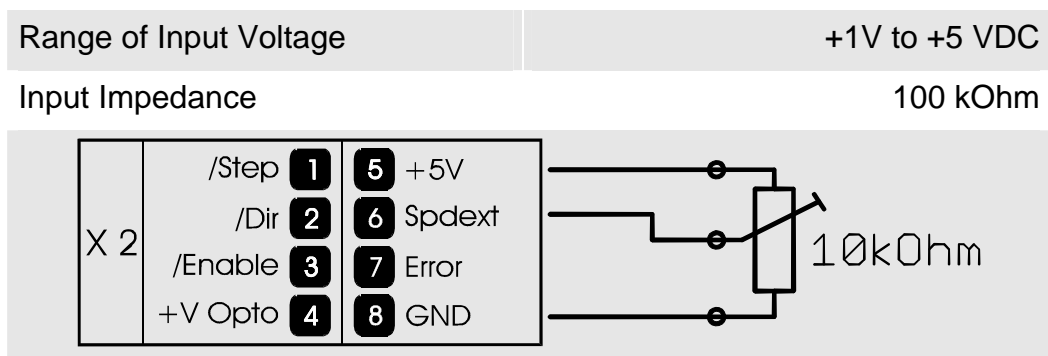 Range of Input Voltage +1V to +5 VDC
Input Impedance 100 kOhm
X 2
/Step 1 5 +5V
/Dir 2 6 Spdext
/Enable 3 7 Error
+V Opto 4 8 GND
10kOhm